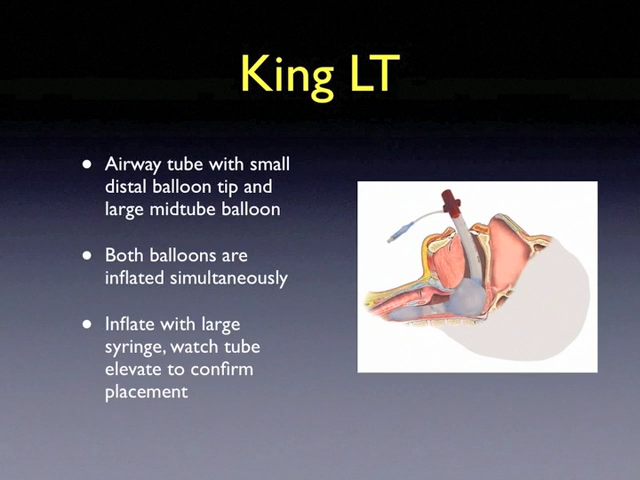 King LT
• Airway tube with small
distal balloon tip and
large midtube balloon
• Both balloons are
inflated simultaneously
• Inflate with large
syringe, watch tube
elevate to confirm
placement